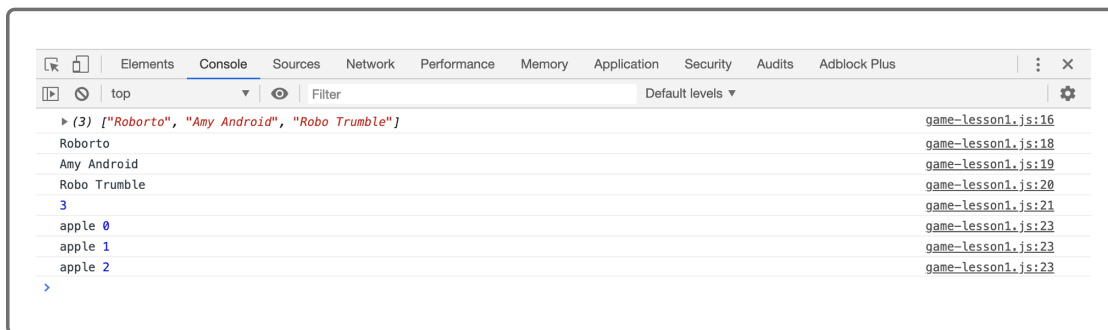 Elements Console Sources Network Performance Memory Application Security Audits Adblock Plus
top Filter Default levels
(3) ["Roborto", "Amy Android", "Robo Trumble"] game-lesson1.js:16
Roborto game-lesson1.js:18
Amy Android game-lesson1.js:19
Robo Trumble game-lesson1.js:20
3 game-lesson1.js:21
apple 0 game-lesson1.js:23
apple 1 game-lesson1.js:23
apple 2 game-lesson1.js:23